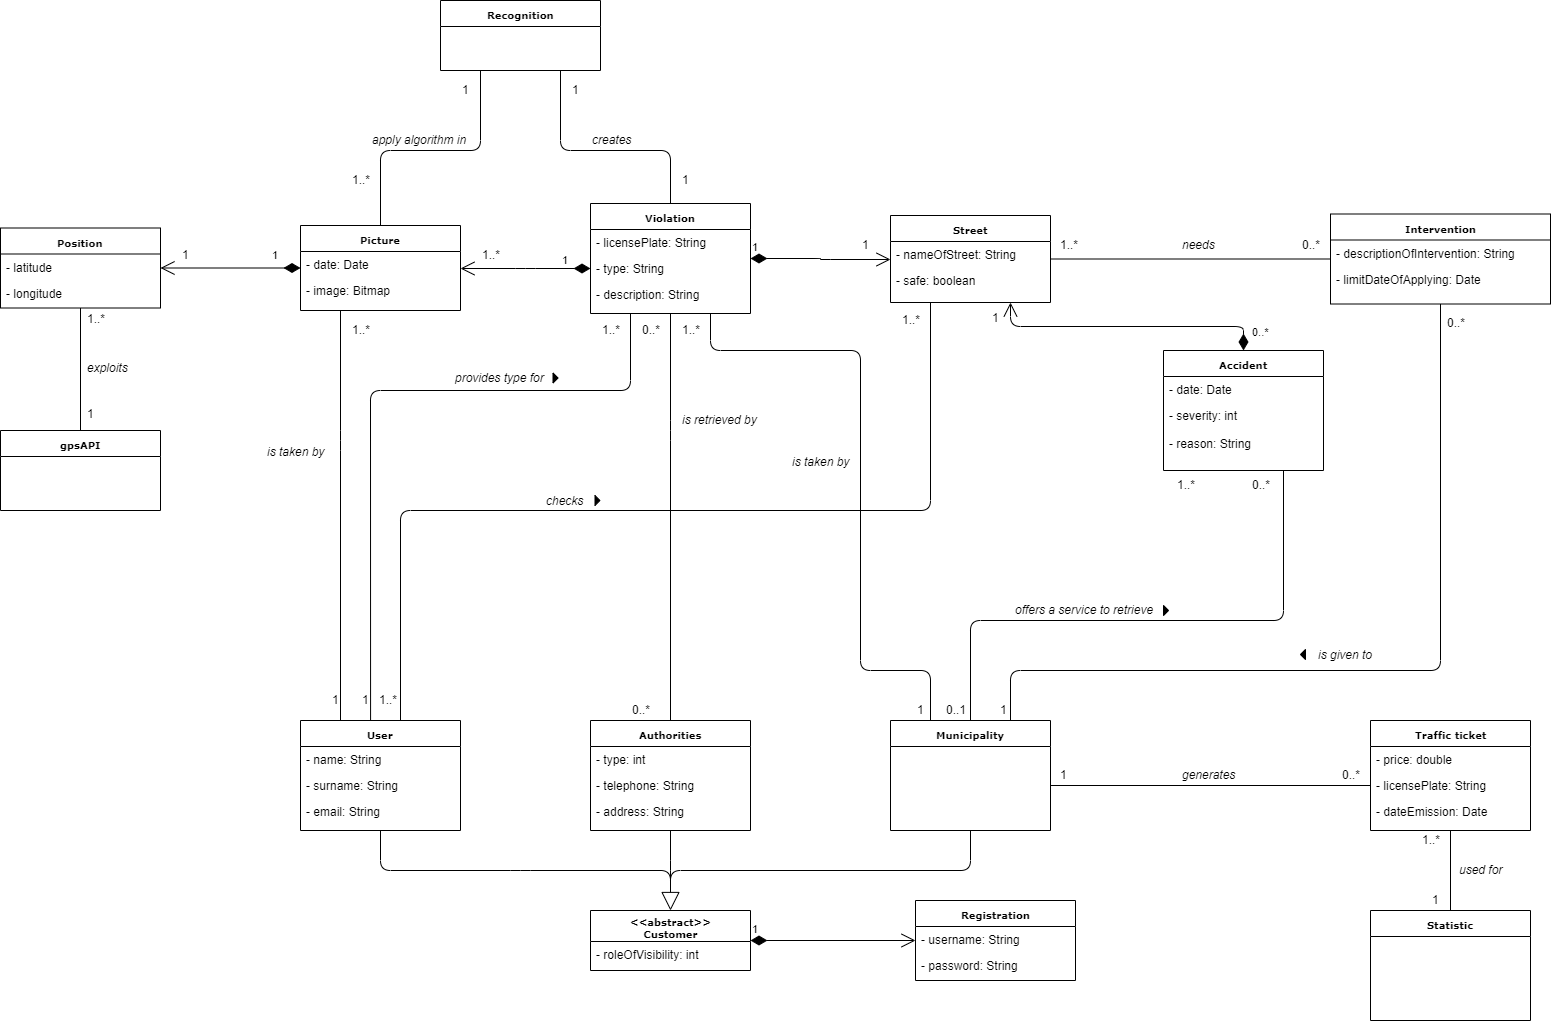 Recognition
1
1
apply algorithm in
creates
1..*
1
Position
- latitude
- longitude
1
1
Picture
- date: Date
- image: Bitmap
1..*
1
Violation
- licensePlate: String
- type: String
- description: String
1
1
Street
- nameOfStreet: String
- safe: boolean
1..*
needs
0..*
Intervention
- descriptionOfIntervention: String
- limitDateOfApplying: Date
1..*
exploits
1
gpsAPI
1..*
1..*
0..*
1..*
1..*
1
0..*
0..*
Accident
- date: Date
- severity: int
- reason: String
provides type for
is retrieved by
is taken by
is taken by
checks
1..*
0..*
offers a service to retrieve
is given to
1
1
1..*
0..*
1
0..1
1
User
- name: String
- surname: String
- email: String
Authorities
- type: int
- telephone: String
- address: String
Municipality
1
generates
0..*
Traffic ticket
- price: double
- licensePlate: String
- dateEmission: Date
1..*
used for
1
Statistic
<<abstract>>
Customer
- roleOfVisibility: int
1
Registration
- username: String
- password: String